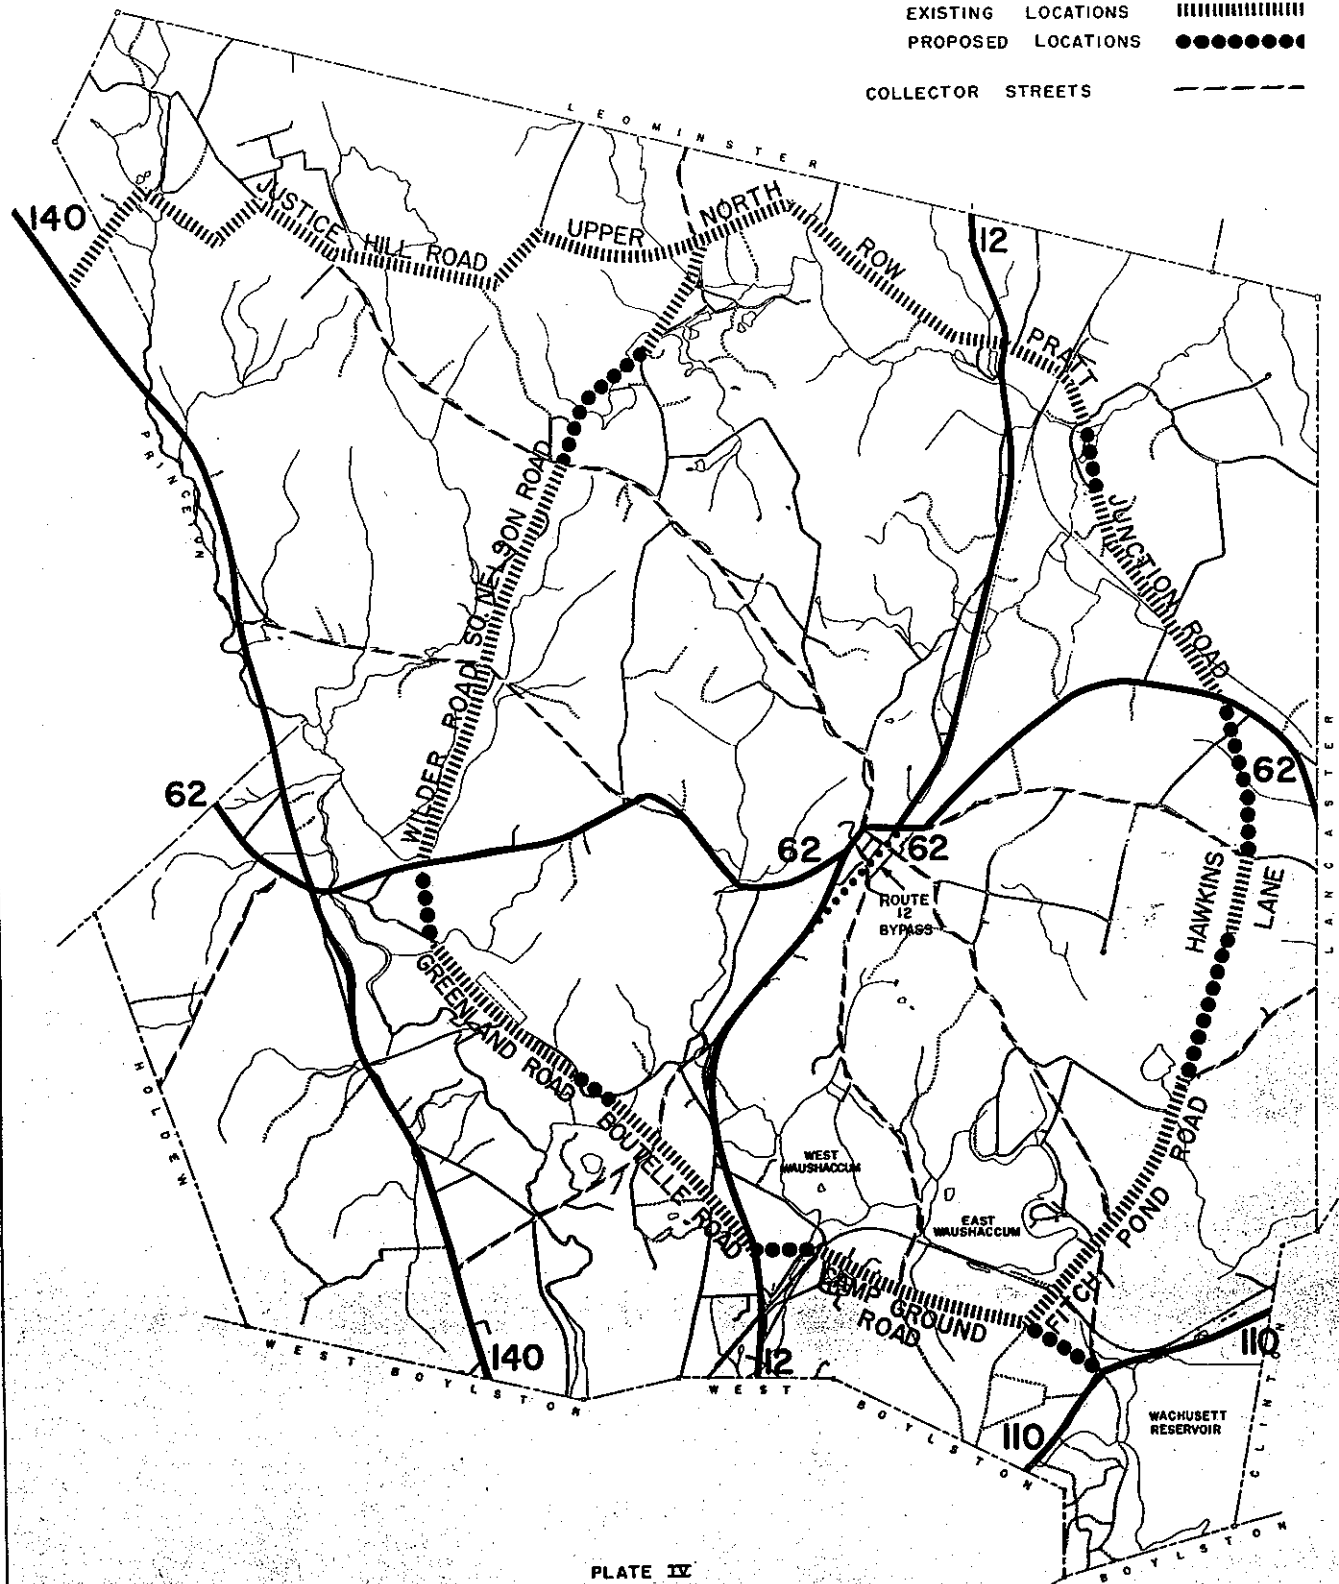 EXISTING LOCATIONS
PROPOSED LOCATIONS
COLLECTOR STREETS
LEOMINSTER
140
JUSTICE HILL ROAD
UPPER NORTH ROW
12
PRATT JUNCTION ROAD
PRINCETON
WILDER ROAD SO. NELSON ROAD
LANCASTER
62
62
62
62
ROUTE
12
BYPASS
HAWKINS
LANE
GREENLAND ROAD
HOLDEN
BOUTELLE ROAD
WEST
WAUSHACCUM
EAST
WAUSHACCUM
FITCH POND ROAD
CAMP GROUND
ROAD
110
140
12
WEST BOYLSTON
WEST BOYLSTON
110
WACHUSETT
RESERVOIR
CLINTON
BOYLSTON
PLATE IV